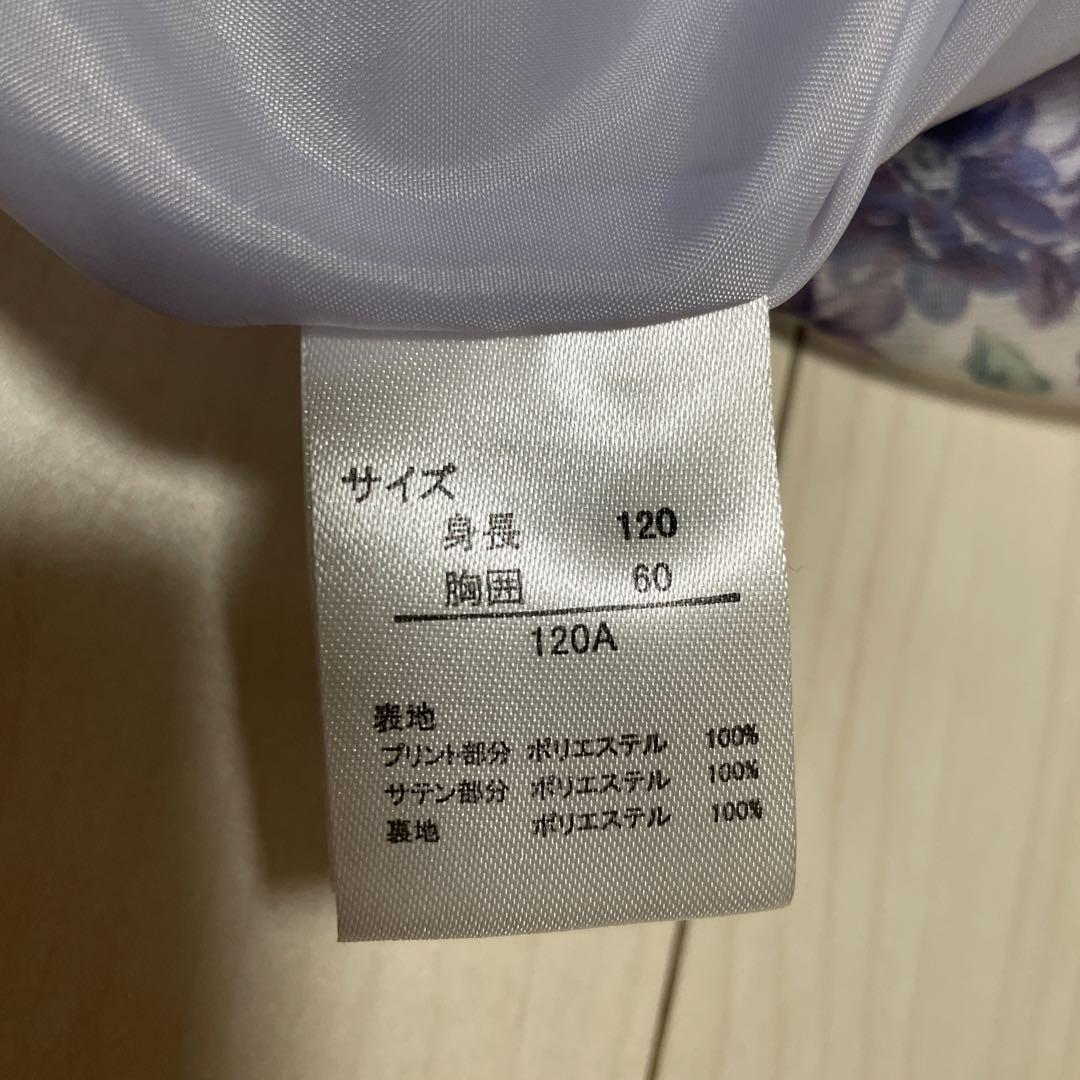 サイズ
身長 120
胸囲 60
120A
表地
プリント部分 ポリエステル 100%
サテン部分 ポリエステル 100%
裏地 ポリエステル 100%